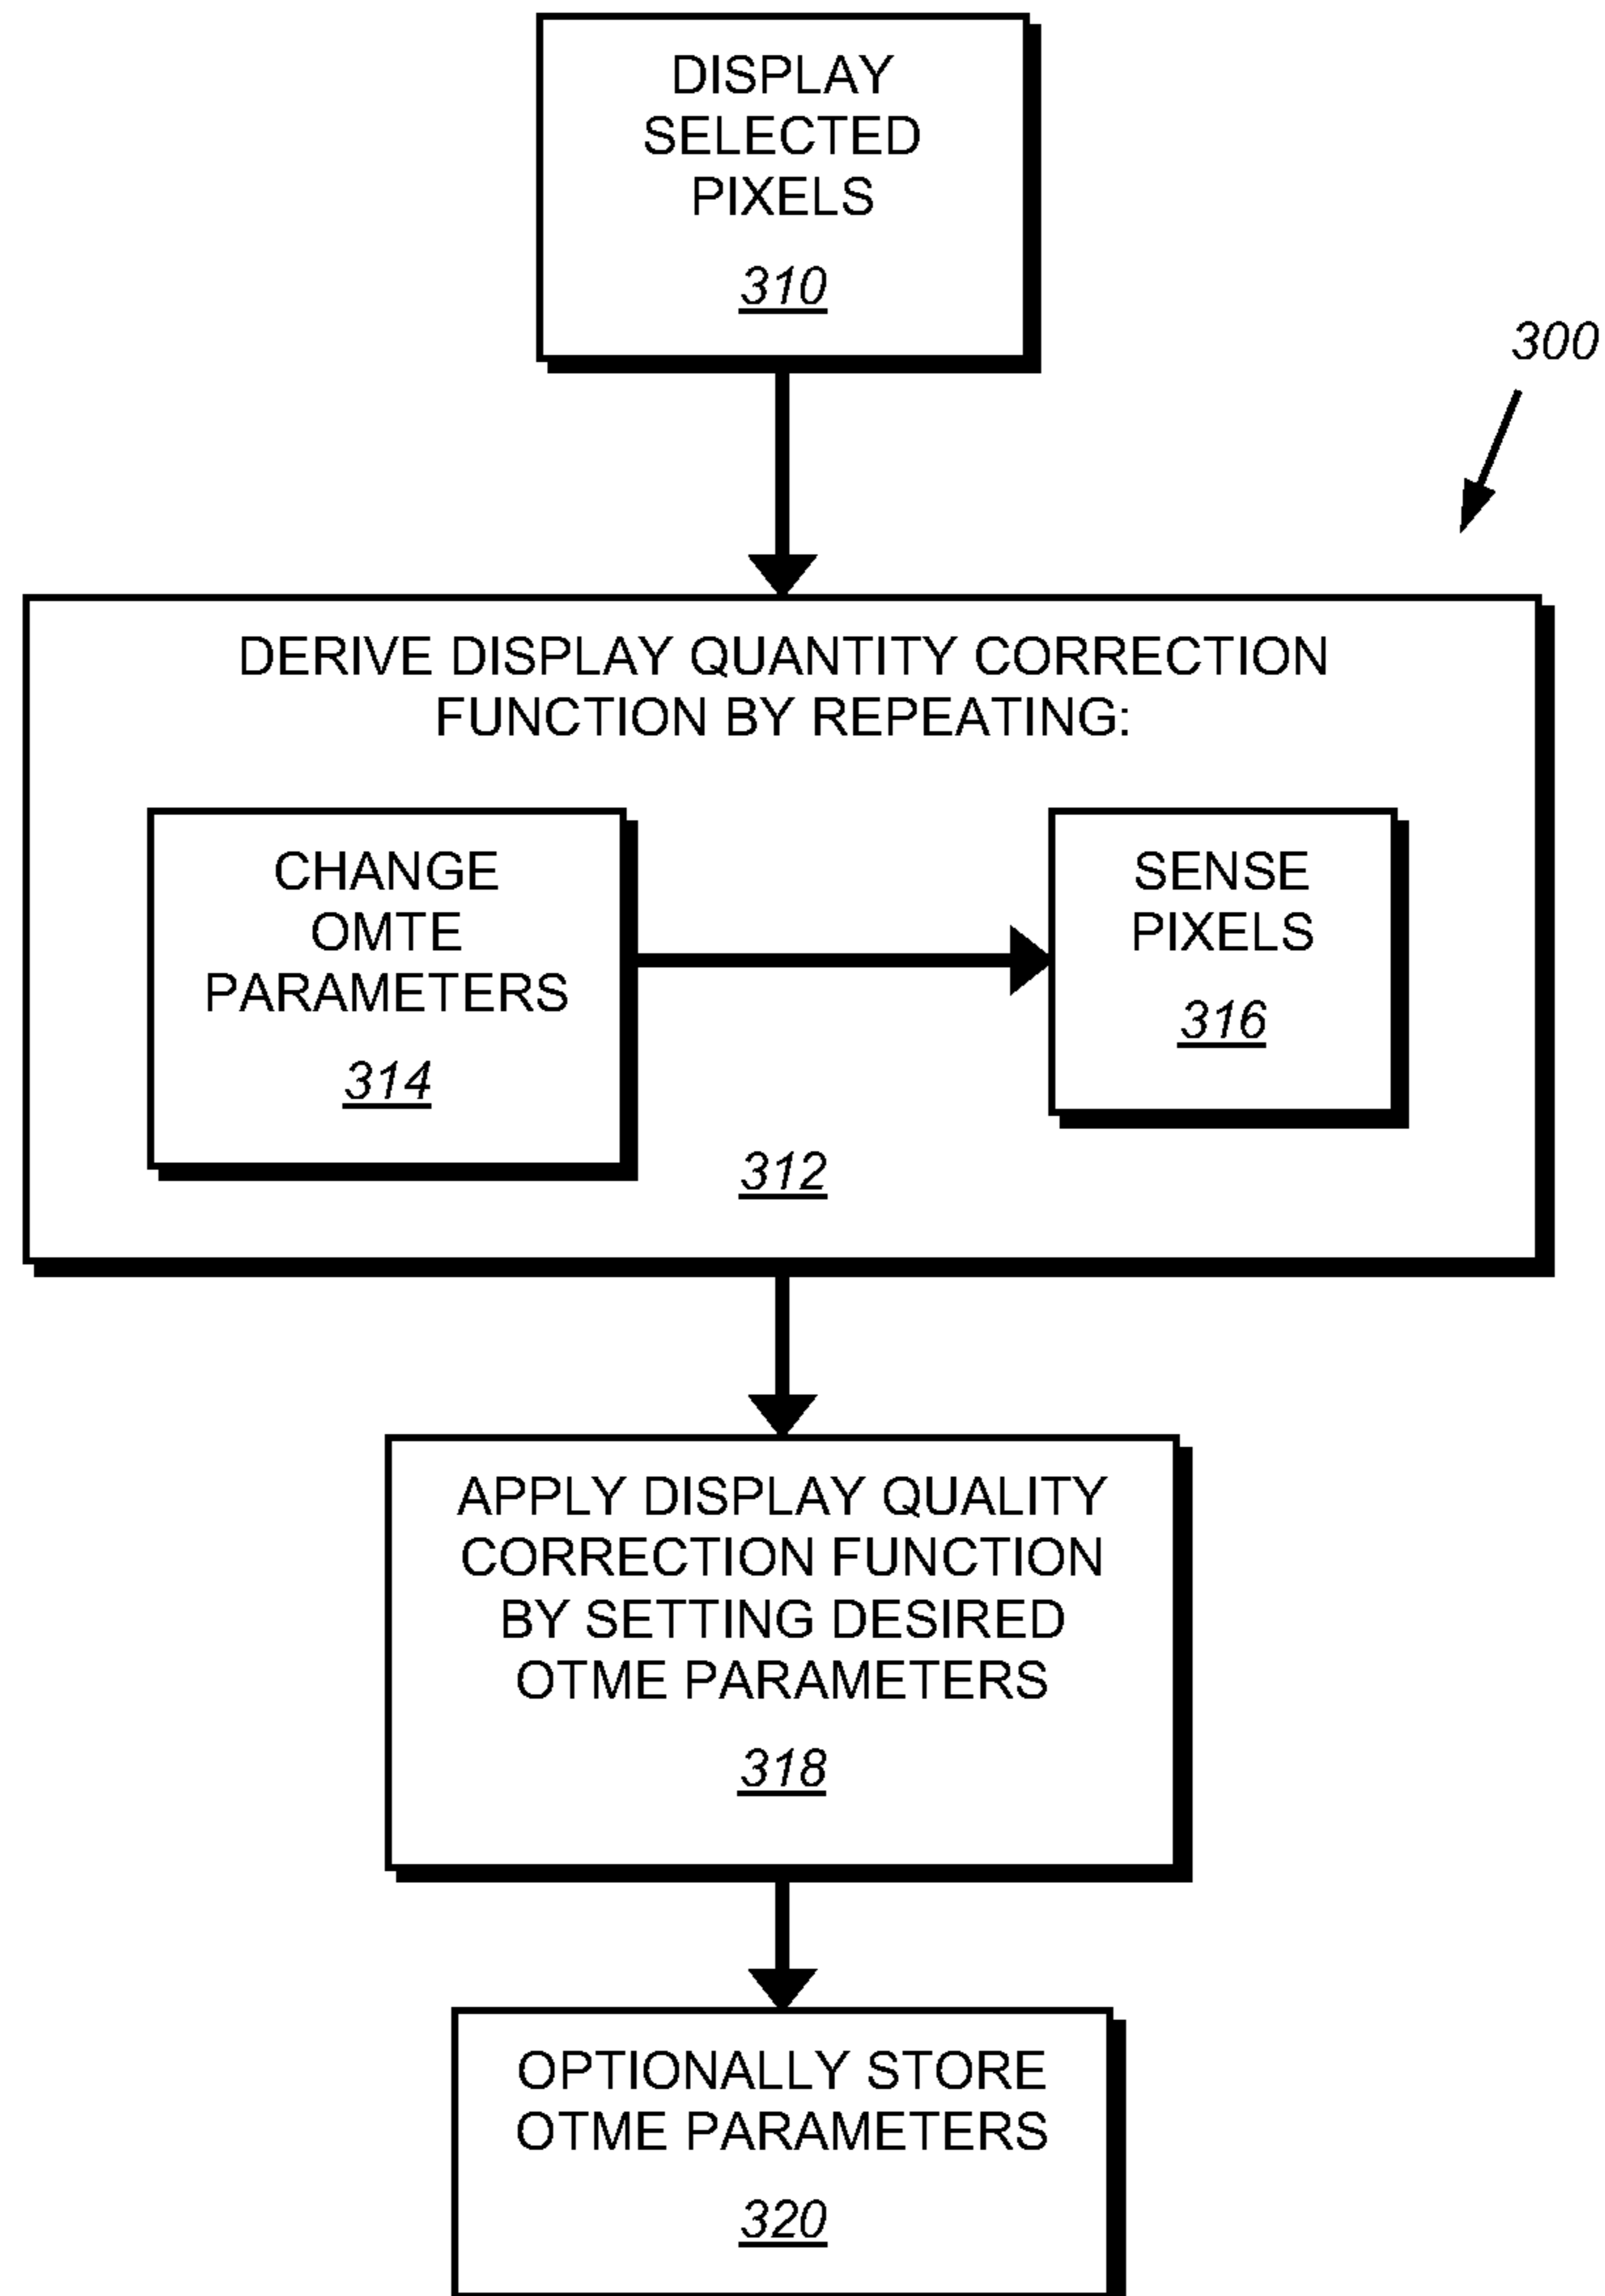 DISPLAY
SELECTED
PIXELS
310
300
DERIVE DISPLAY QUANTITY CORRECTION
FUNCTION BY REPEATING:
CHANGE
OMTE
PARAMETERS
314
SENSE
PIXELS
316
312
APPLY DISPLAY QUALITY
CORRECTION FUNCTION
BY SETTING DESIRED
OTME PARAMETERS
318
OPTIONALLY STORE
OTME PARAMETERS
320